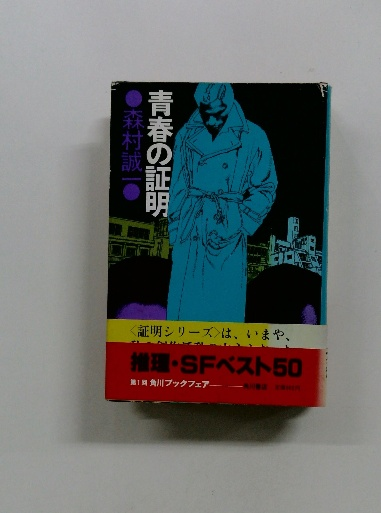 青春の証明
●森村誠一●
〈証明シリーズ〉は、いまや、
推理・SFベスト50
第1回 角川ブックフェア